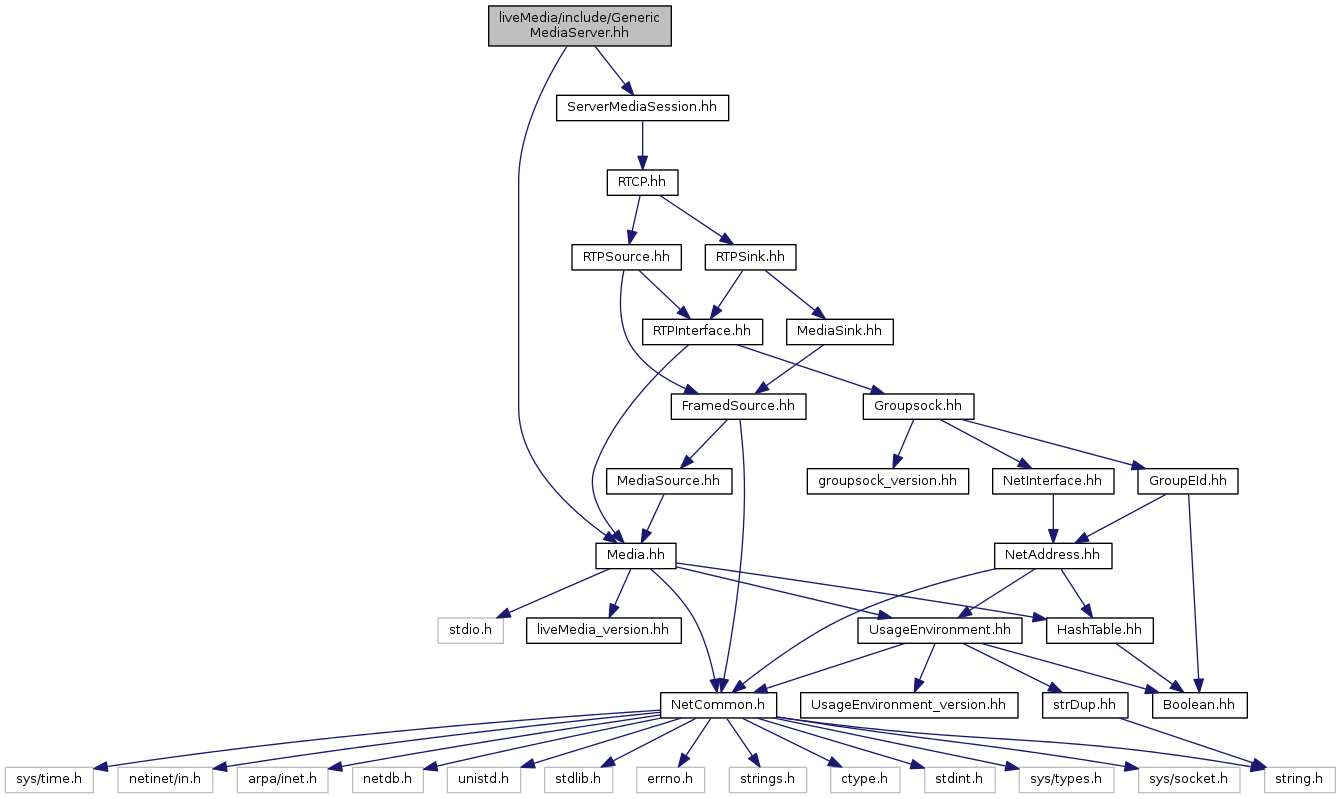 liveMedia/include/Generic
MediaServer.hh
ServerMediaSession.hh
RTCP.hh
RTPSource.hh
RTPSink.hh
RTPInterface.hh
MediaSink.hh
FramedSource.hh
Groupsock.hh
MediaSource.hh
groupsock_version.hh
NetInterface.hh
GroupEId.hh
Media.hh
NetAddress.hh
stdio.h
liveMedia_version.hh
UsageEnvironment.hh
HashTable.hh
NetCommon.h
UsageEnvironment_version.hh
strDup.hh
Boolean.hh
sys/time.h
netinet/in.h
arpa/inet.h
netdb.h
unistd.h
stdlib.h
errno.h
strings.h
ctype.h
stdint.h
sys/types.h
sys/socket.h
string.h